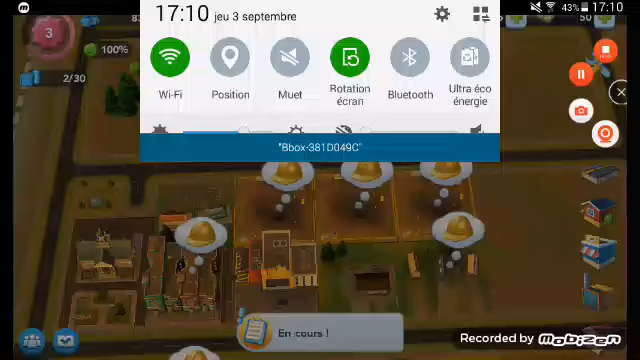 17:10 jeu 3 septembre
43% 17:10
3
100%
50
2/30
Wi-Fi
Position
Muet
Rotation
écran
Bluetooth
Ultra éco
énergie
"Bbox-381D049C"
En cours !
Recorded by MOBIZEN